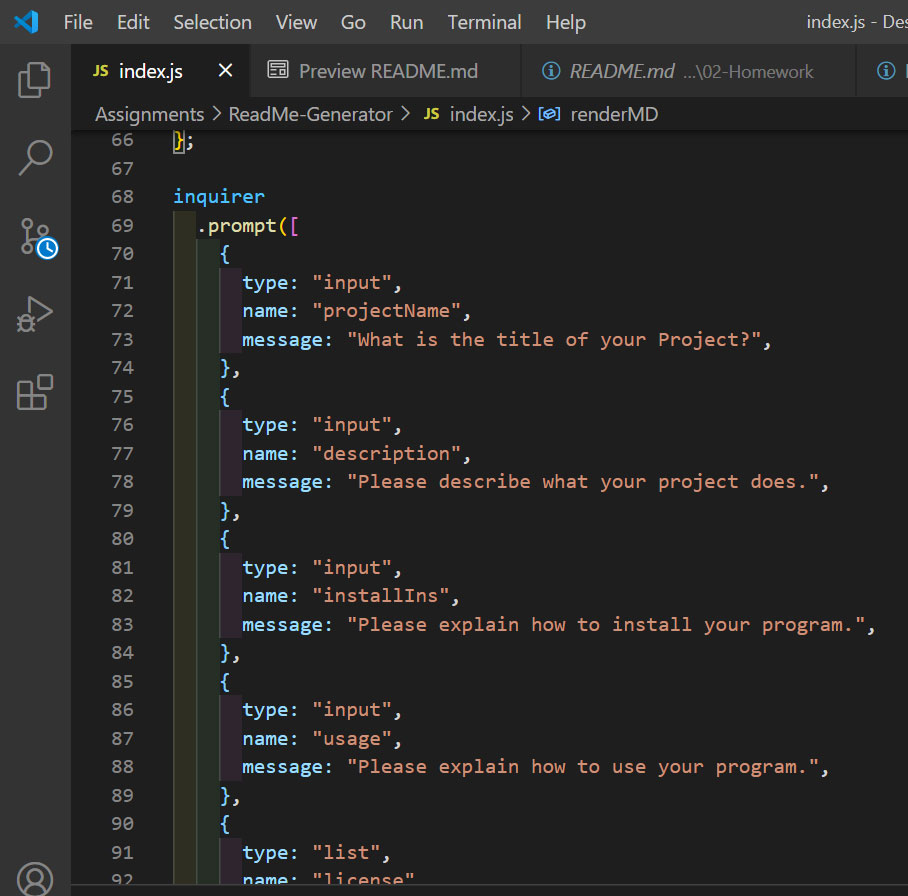 File Edit Selection View Go Run Terminal Help index.js - Des
JS index.js Preview README.md README.md ...\02-Homework
Assignments > ReadMe-Generator > JS index.js > renderMD
66 };
67
68 inquirer
69 .prompt([
70 {
71 type: "input",
72 name: "projectName",
73 message: "What is the title of your Project?",
74 },
75 {
76 type: "input",
77 name: "description",
78 message: "Please describe what your project does.",
79 },
80 {
81 type: "input",
82 name: "installIns",
83 message: "Please explain how to install your program.",
84 },
85 {
86 type: "input",
87 name: "usage",
88 message: "Please explain how to use your program.",
89 },
90 {
91 type: "list",
92 name: "license"